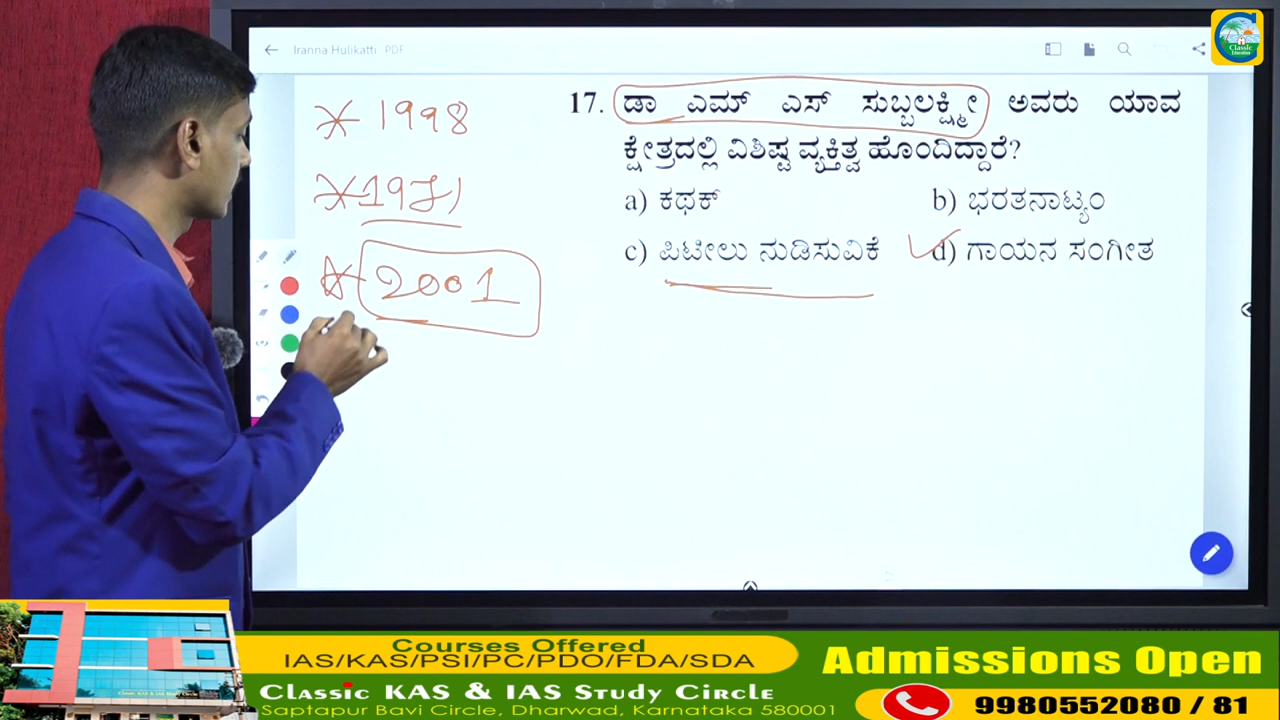 Iranna Hulikatti PDF
Classic
Education
* 1998
* 1971
* 2001
17. ಡಾ ಎಮ್ ಎಸ್ ಸುಬ್ಬಲಕ್ಷ್ಮೀ ಅವರು ಯಾವ
ಕ್ಷೇತ್ರದಲ್ಲಿ ವಿಶಿಷ್ಟ ವ್ಯಕ್ತಿತ್ವ ಹೊಂದಿದ್ದಾರೆ?
a) ಕಥಕ್ b) ಭರತನಾಟ್ಯಂ
c) ಪಿಟೀಲು ನುಡಿಸುವಿಕೆ d) ಗಾಯನ ಸಂಗೀತ
Courses Offered
IAS/KAS/PSI/PC/PDO/FDA/SDA
Classic KAS & IAS Study Circle
Saptapur Bavi Circle, Dharwad, Karnataka 580001
Admissions Open
9980552080 / 81